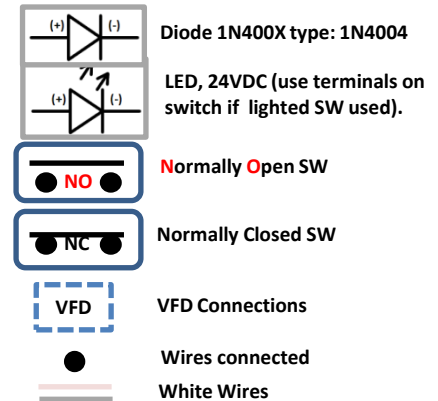 (+) (-) Diode 1N400X type: 1N4004
LED, 24VDC (use terminals on
(+) (-) switch if lighted SW used).
NO Normally Open SW
NC Normally Closed SW
VFD VFD Connections
Wires connected
White Wires